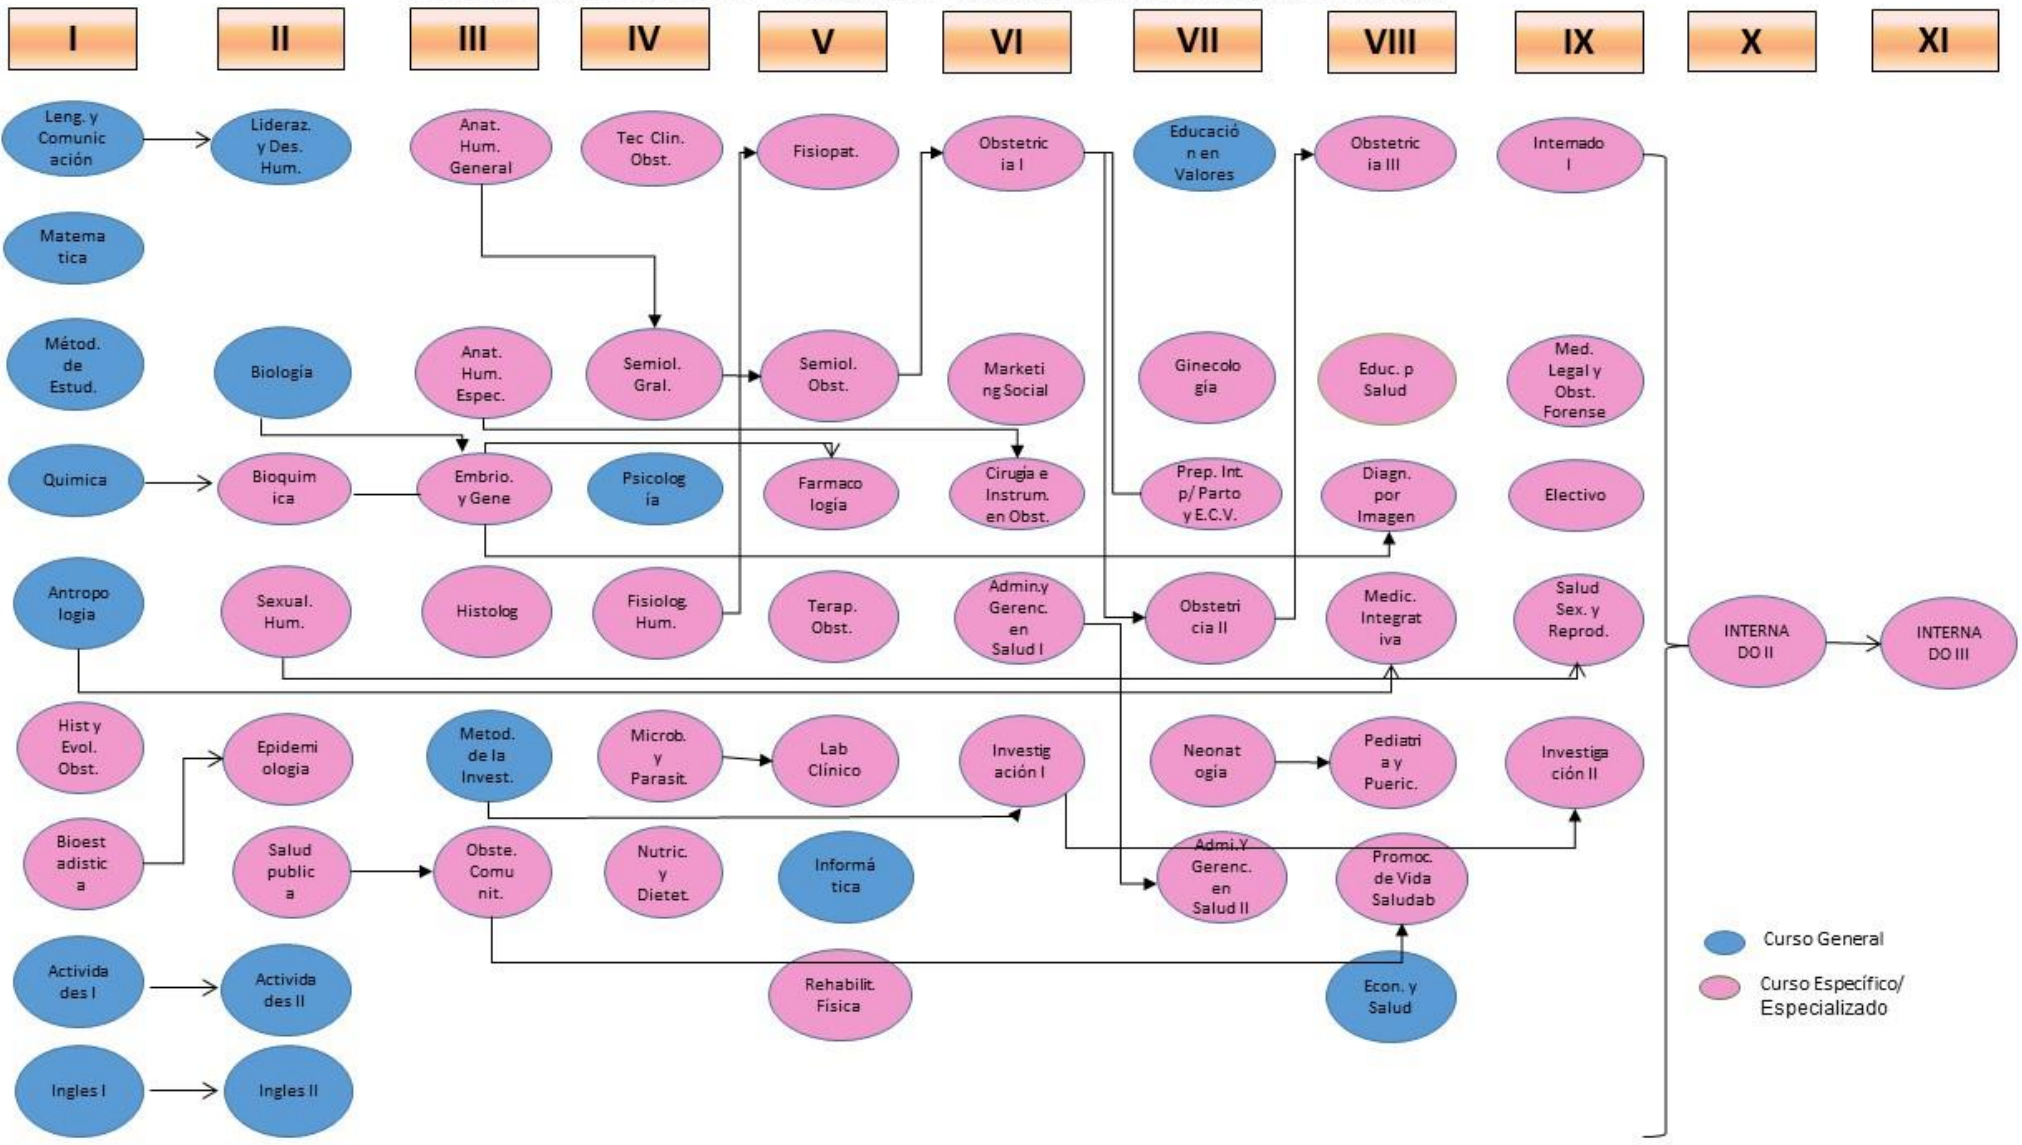 I
II
III
IV
V
VI
VII
VIII
IX
X
XI
Leng. y
Comunic
ación
Lideraz.
y Des.
Hum.
Anat.
Hum.
General
Tec Clin.
Obst.
Fisiopat.
Obstetric
ia I
Educació
n en
Valores
Obstetric
ia III
Internado
I
Matema
tica
Métod.
de
Estud.
Biología
Anat.
Hum.
Espec.
Semiol.
Gral.
Semiol.
Obst.
Marketi
ng Social
Ginecolo
gía
Educ. p
Salud
Med.
Legal y
Obst.
Forense
Quimica
Bioquim
ica
Embrio.
y Gene
Psicolog
ía
Farmaco
logía
Cirugía e
Instrum.
en Obst.
Prep. Int.
p/ Parto
y E.C.V.
Diagn.
por
Imagen
Electivo
Antropo
logia
Sexual.
Hum.
Histolog
Fisiolog.
Hum.
Terap.
Obst.
Admin.y
Gerenc.
en
Salud I
Obstetri
cia II
Medic.
Integrat
iva
Salud
Sex. y
Reprod.
INTERNA
DO II
INTERNA
DO III
Hist y
Evol.
Obst.
Epidemi
ologia
Metod.
de la
Invest.
Microb.
y
Parasit.
Lab
Clínico
Investig
ación I
Neonat
ogía
Pediatri
a y
Pueric.
Investiga
ción II
Bioest
adistic
a
Salud
public
a
Obste.
Comu
nit.
Nutric.
y
Dietet.
Informá
tica
Admi.Y
Gerenc.
en
Salud II
Promoc.
de Vida
Saludab
Activida
des I
Activida
des II
Rehabilit.
Física
Econ. y
Salud
Ingles I
Ingles II
Curso General
Curso Específico/
Especializado